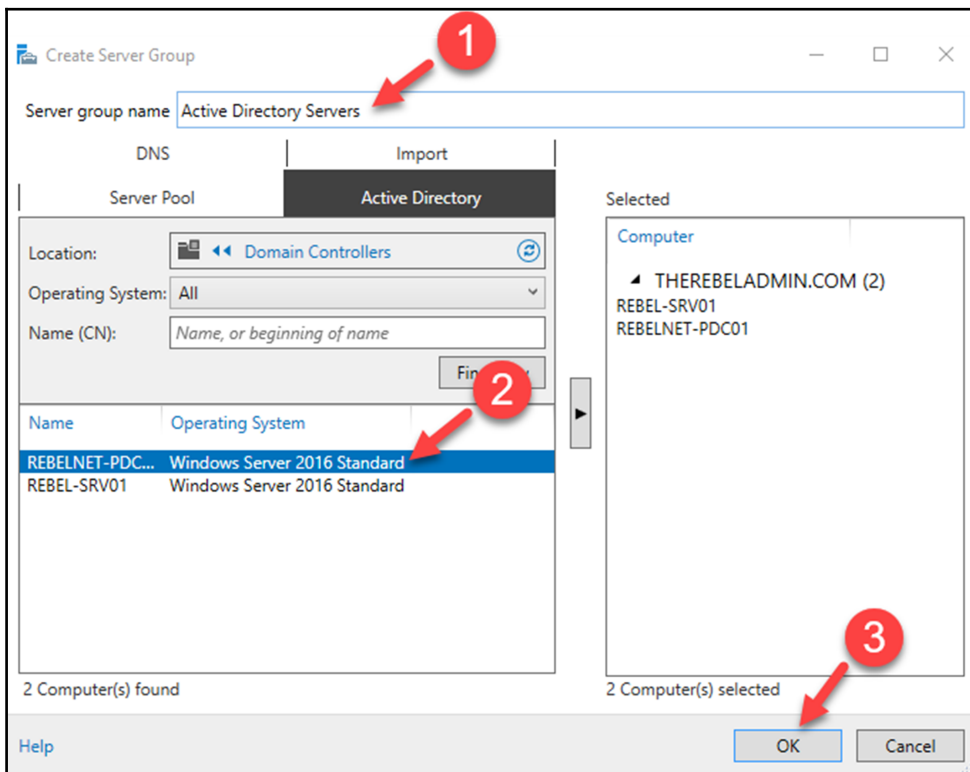 Create Server Group
1
Server group name Active Directory Servers
DNS Import
Server Pool Active Directory
Selected
Location: Domain Controllers
Computer
Operating System: All
THEREBELADMIN.COM (2)
REBEL-SRV01
Name (CN): Name, or beginning of name
REBELNET-PDC01
2
Name Operating System
REBELNET-PDC... Windows Server 2016 Standard
REBEL-SRV01 Windows Server 2016 Standard
3
2 Computer(s) found
2 Computer(s) selected
Help OK Cancel